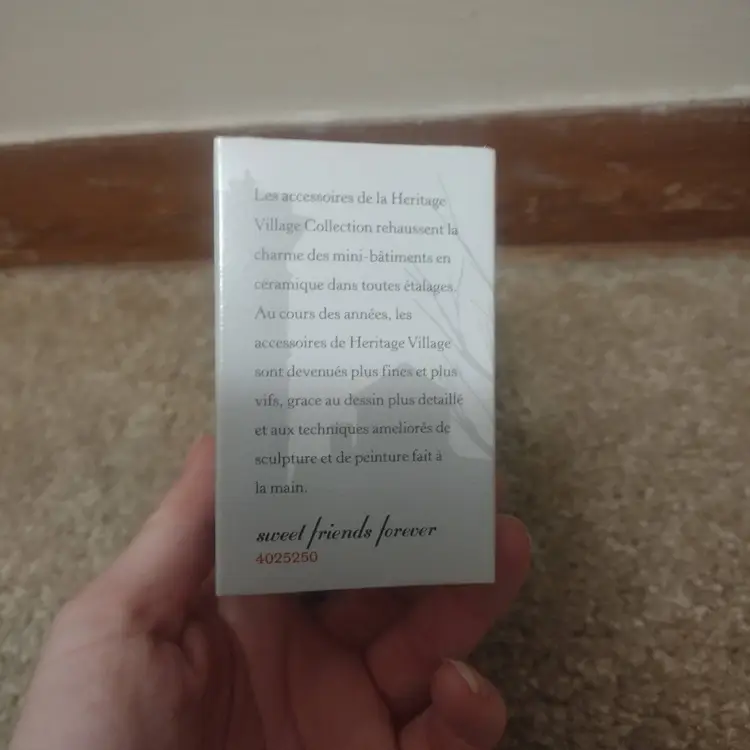 Les accessoires de la Heritage
Village Collection rehaussent la
charme des mini-bâtiments en
céramique dans toutes étalages.
Au cours des années, les
accessoires de Heritage Village
sont devenués plus fines et plus
vifs, grace au dessin plus detaillé
et aux techniques ameliorés de
sculpture et de peinture fait à
la main.
sweet friends forever
4025250